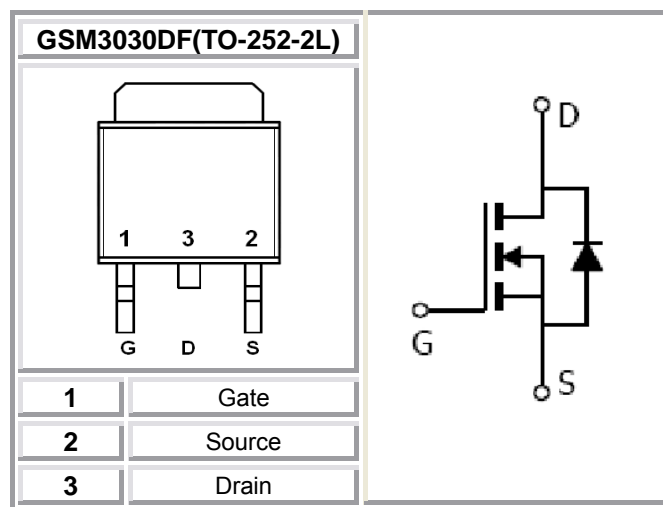 GSM3030DF(TO-252-2L)
1 3 2
G D S
1 Gate
2 Source
3 Drain
D
G
S